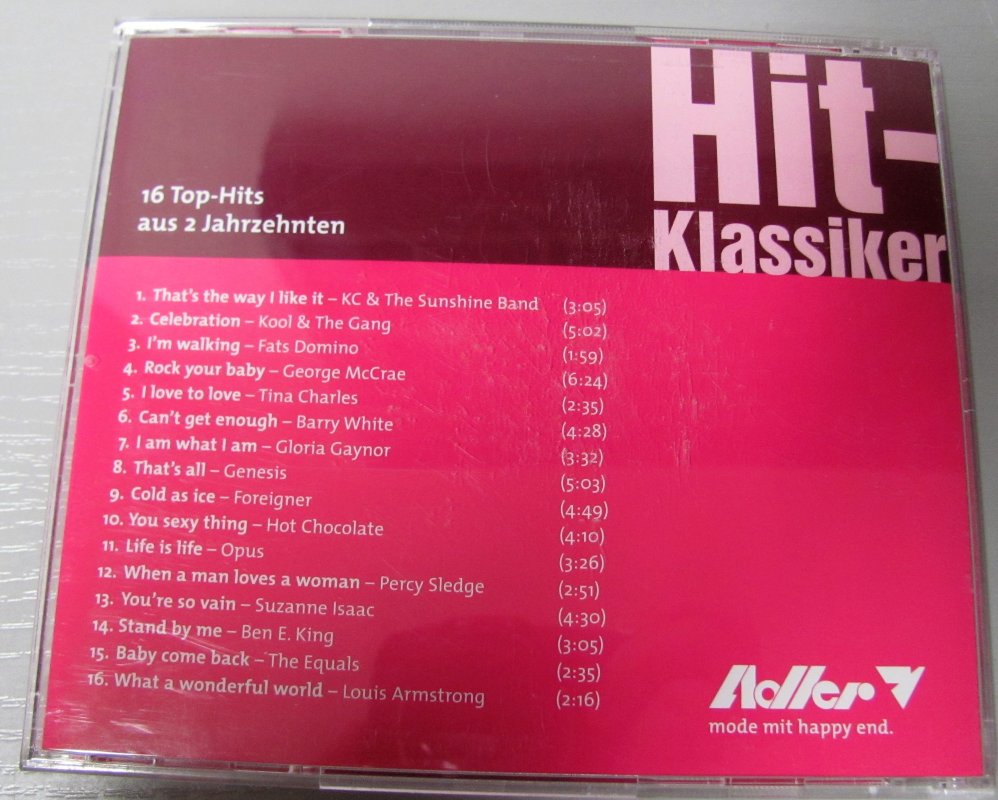 Hit-
Klassiker
16 Top-Hits
aus 2 Jahrzehnten
1. That's the way I like it – KC & The Sunshine Band (3:05)
2. Celebration – Kool & The Gang (5:02)
3. I'm walking – Fats Domino (1:59)
4. Rock your baby – George McCrae (6:24)
5. I love to love – Tina Charles (2:35)
6. Can't get enough – Barry White (4:28)
7. I am what I am – Gloria Gaynor (3:32)
8. That's all – Genesis (5:03)
9. Cold as ice – Foreigner (4:49)
10. You sexy thing – Hot Chocolate (4:10)
11. Life is life – Opus (3:26)
12. When a man loves a woman – Percy Sledge (2:51)
13. You're so vain – Suzanne Isaac (4:30)
14. Stand by me – Ben E. King (3:05)
15. Baby come back – The Equals (2:35)
16. What a wonderful world – Louis Armstrong (2:16)
Adler
mode mit happy end.